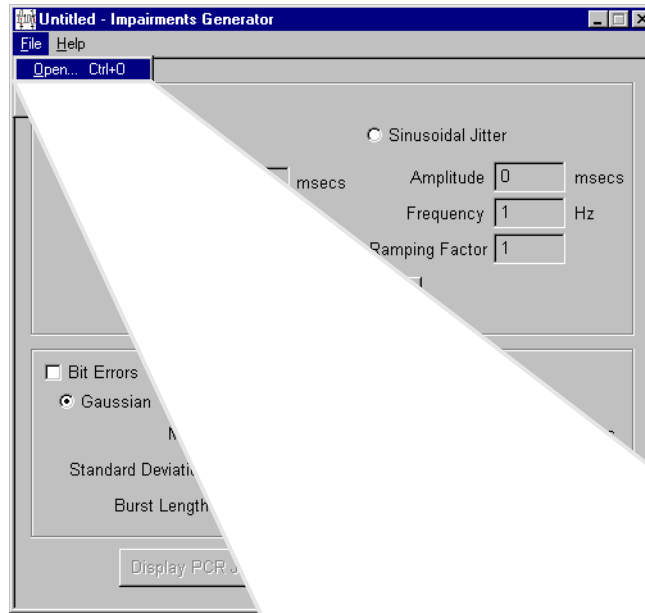 Untitled - Impairments Generator
File Help
Open... Ctrl+O
Sinusoidal Jitter
msecs
Amplitude 0 msecs
Frequency 1 Hz
Ramping Factor 1
Bit Errors
Gaussian
Standard
Burst Length
Display PCR